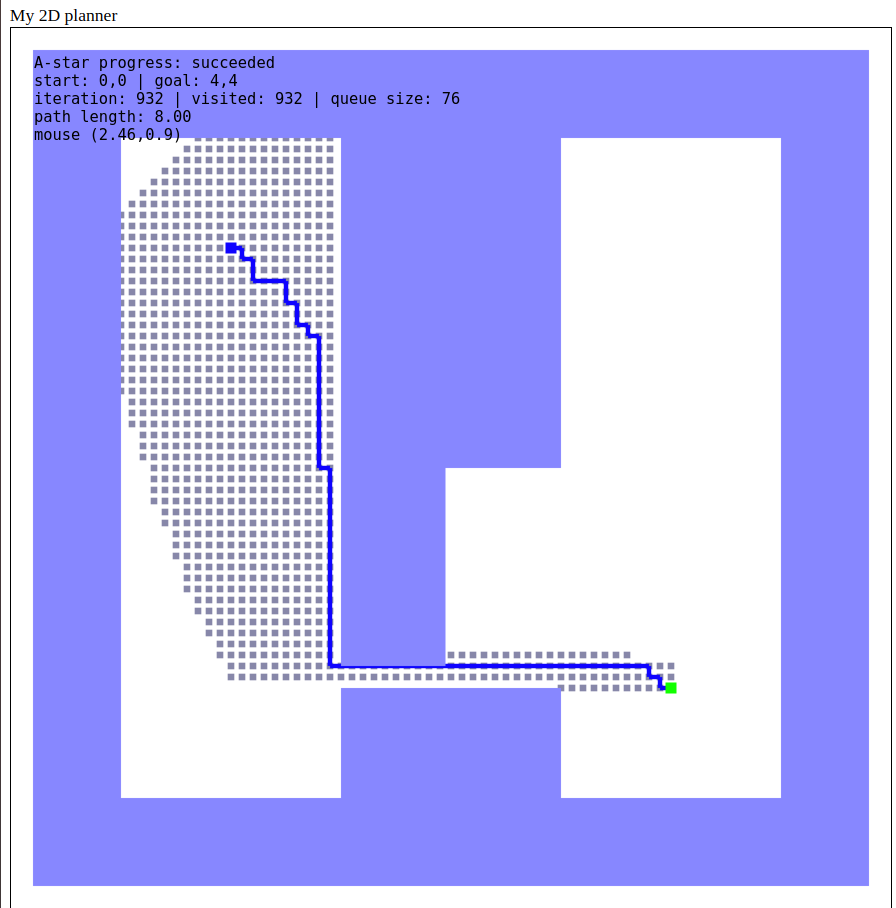 My 2D planner
A-star progress: succeeded
start: 0,0 | goal: 4,4
iteration: 932 | visited: 932 | queue size: 76
path length: 8.00
mouse (2.46,0.9)